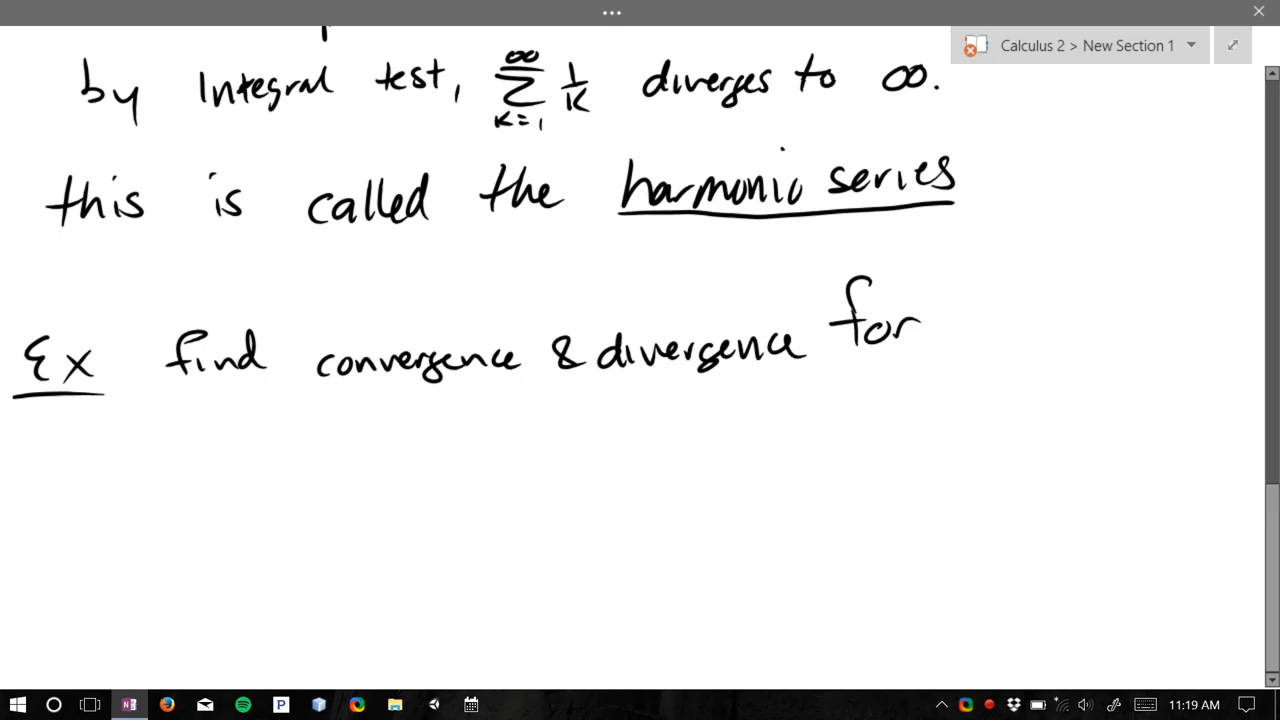 Calculus 2 > New Section 1
by Integral test, ∞∑k=1 1/k diverges to ∞.
this is called the harmonic series
Ex find convergence & divergence for
11:19 AM